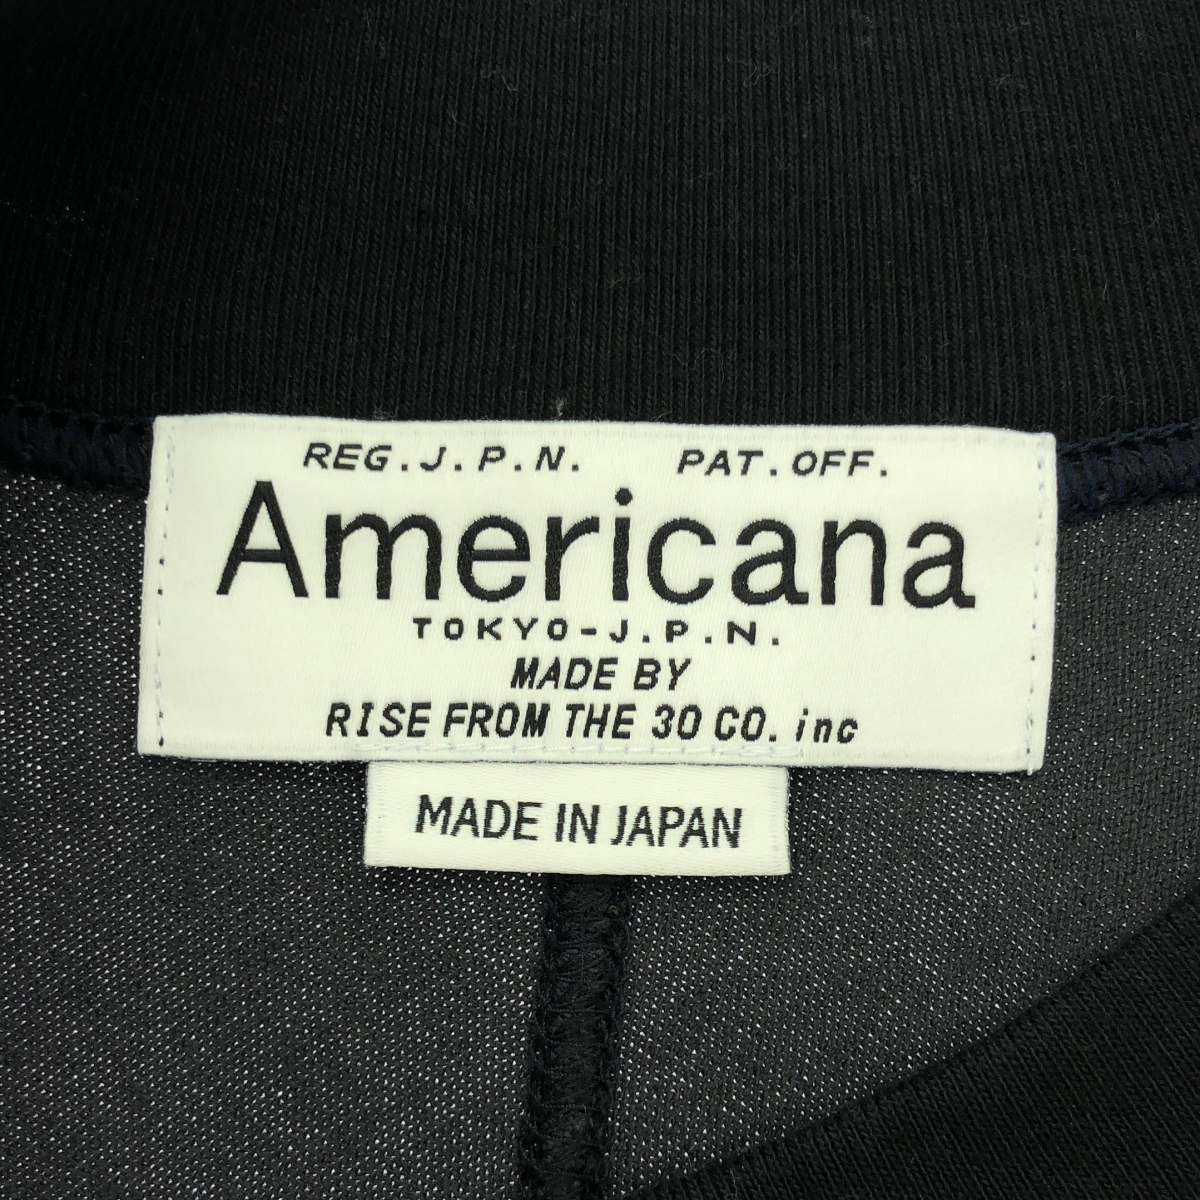 REG.J.P.N. PAT.OFF.
Americana
TOKYO-J.P.N.
MADE BY
RISE FROM THE 30 CO. inc
MADE IN JAPAN